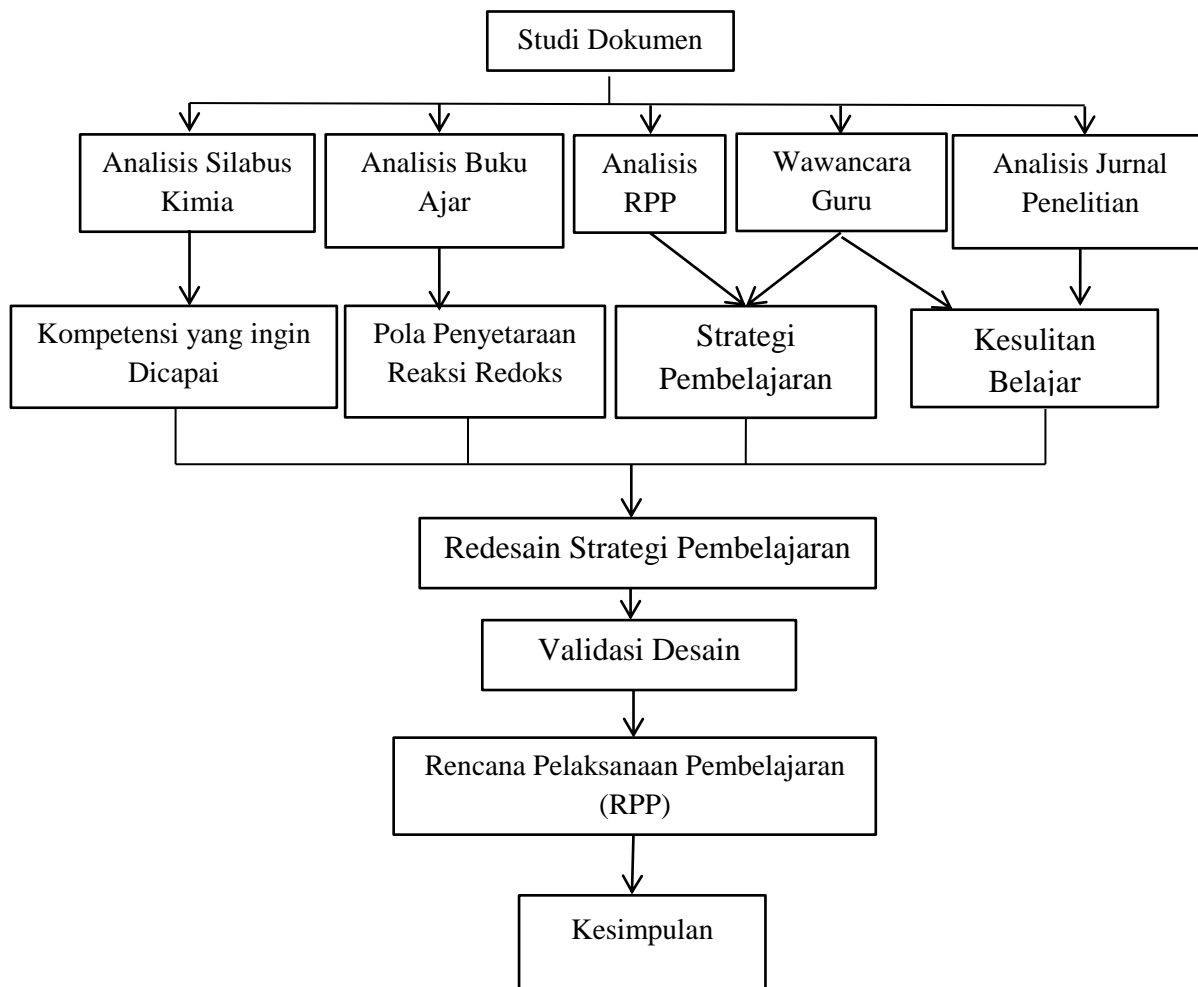 Studi Dokumen
Analisis Silabus
Kimia
Analisis Buku
Ajar
Analisis
RPP
Wawancara
Guru
Analisis Jurnal
Penelitian
Kompetensi yang ingin
Dicapai
Pola Penyetaraan
Reaksi Redoks
Strategi
Pembelajaran
Kesulitan
Belajar
Redesain Strategi Pembelajaran
Validasi Desain
Rencana Pelaksanaan Pembelajaran
(RPP)
Kesimpulan